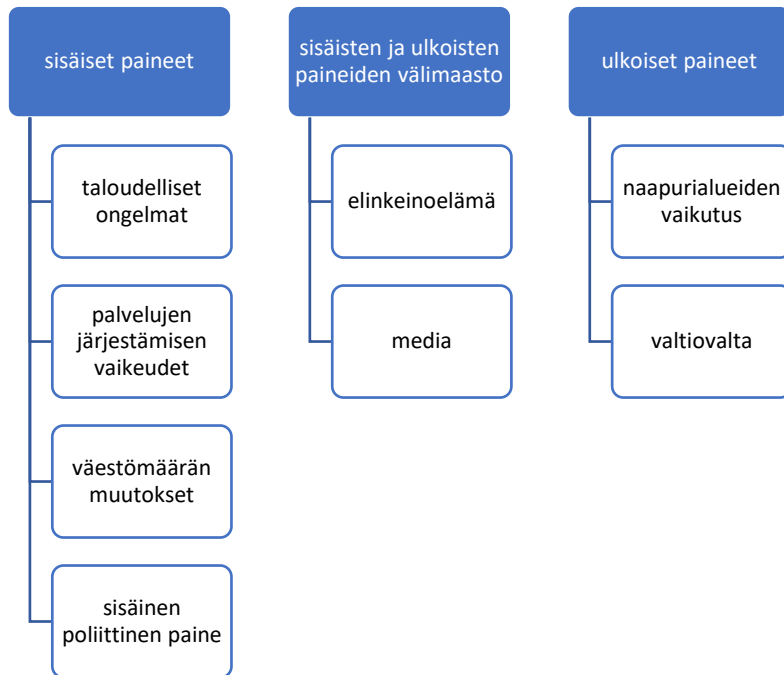 sisäiset paineet
taloudelliset
ongelmat
palvelujen
järjestämisen
vaikeudet
väestömäärän
muutokset
sisäinen
poliittinen paine
sisäisten ja ulkoisten
paineiden välimaasto
elinkeinoelämä
media
ulkoiset paineet
naapurialueiden
vaikutus
valtiovalta